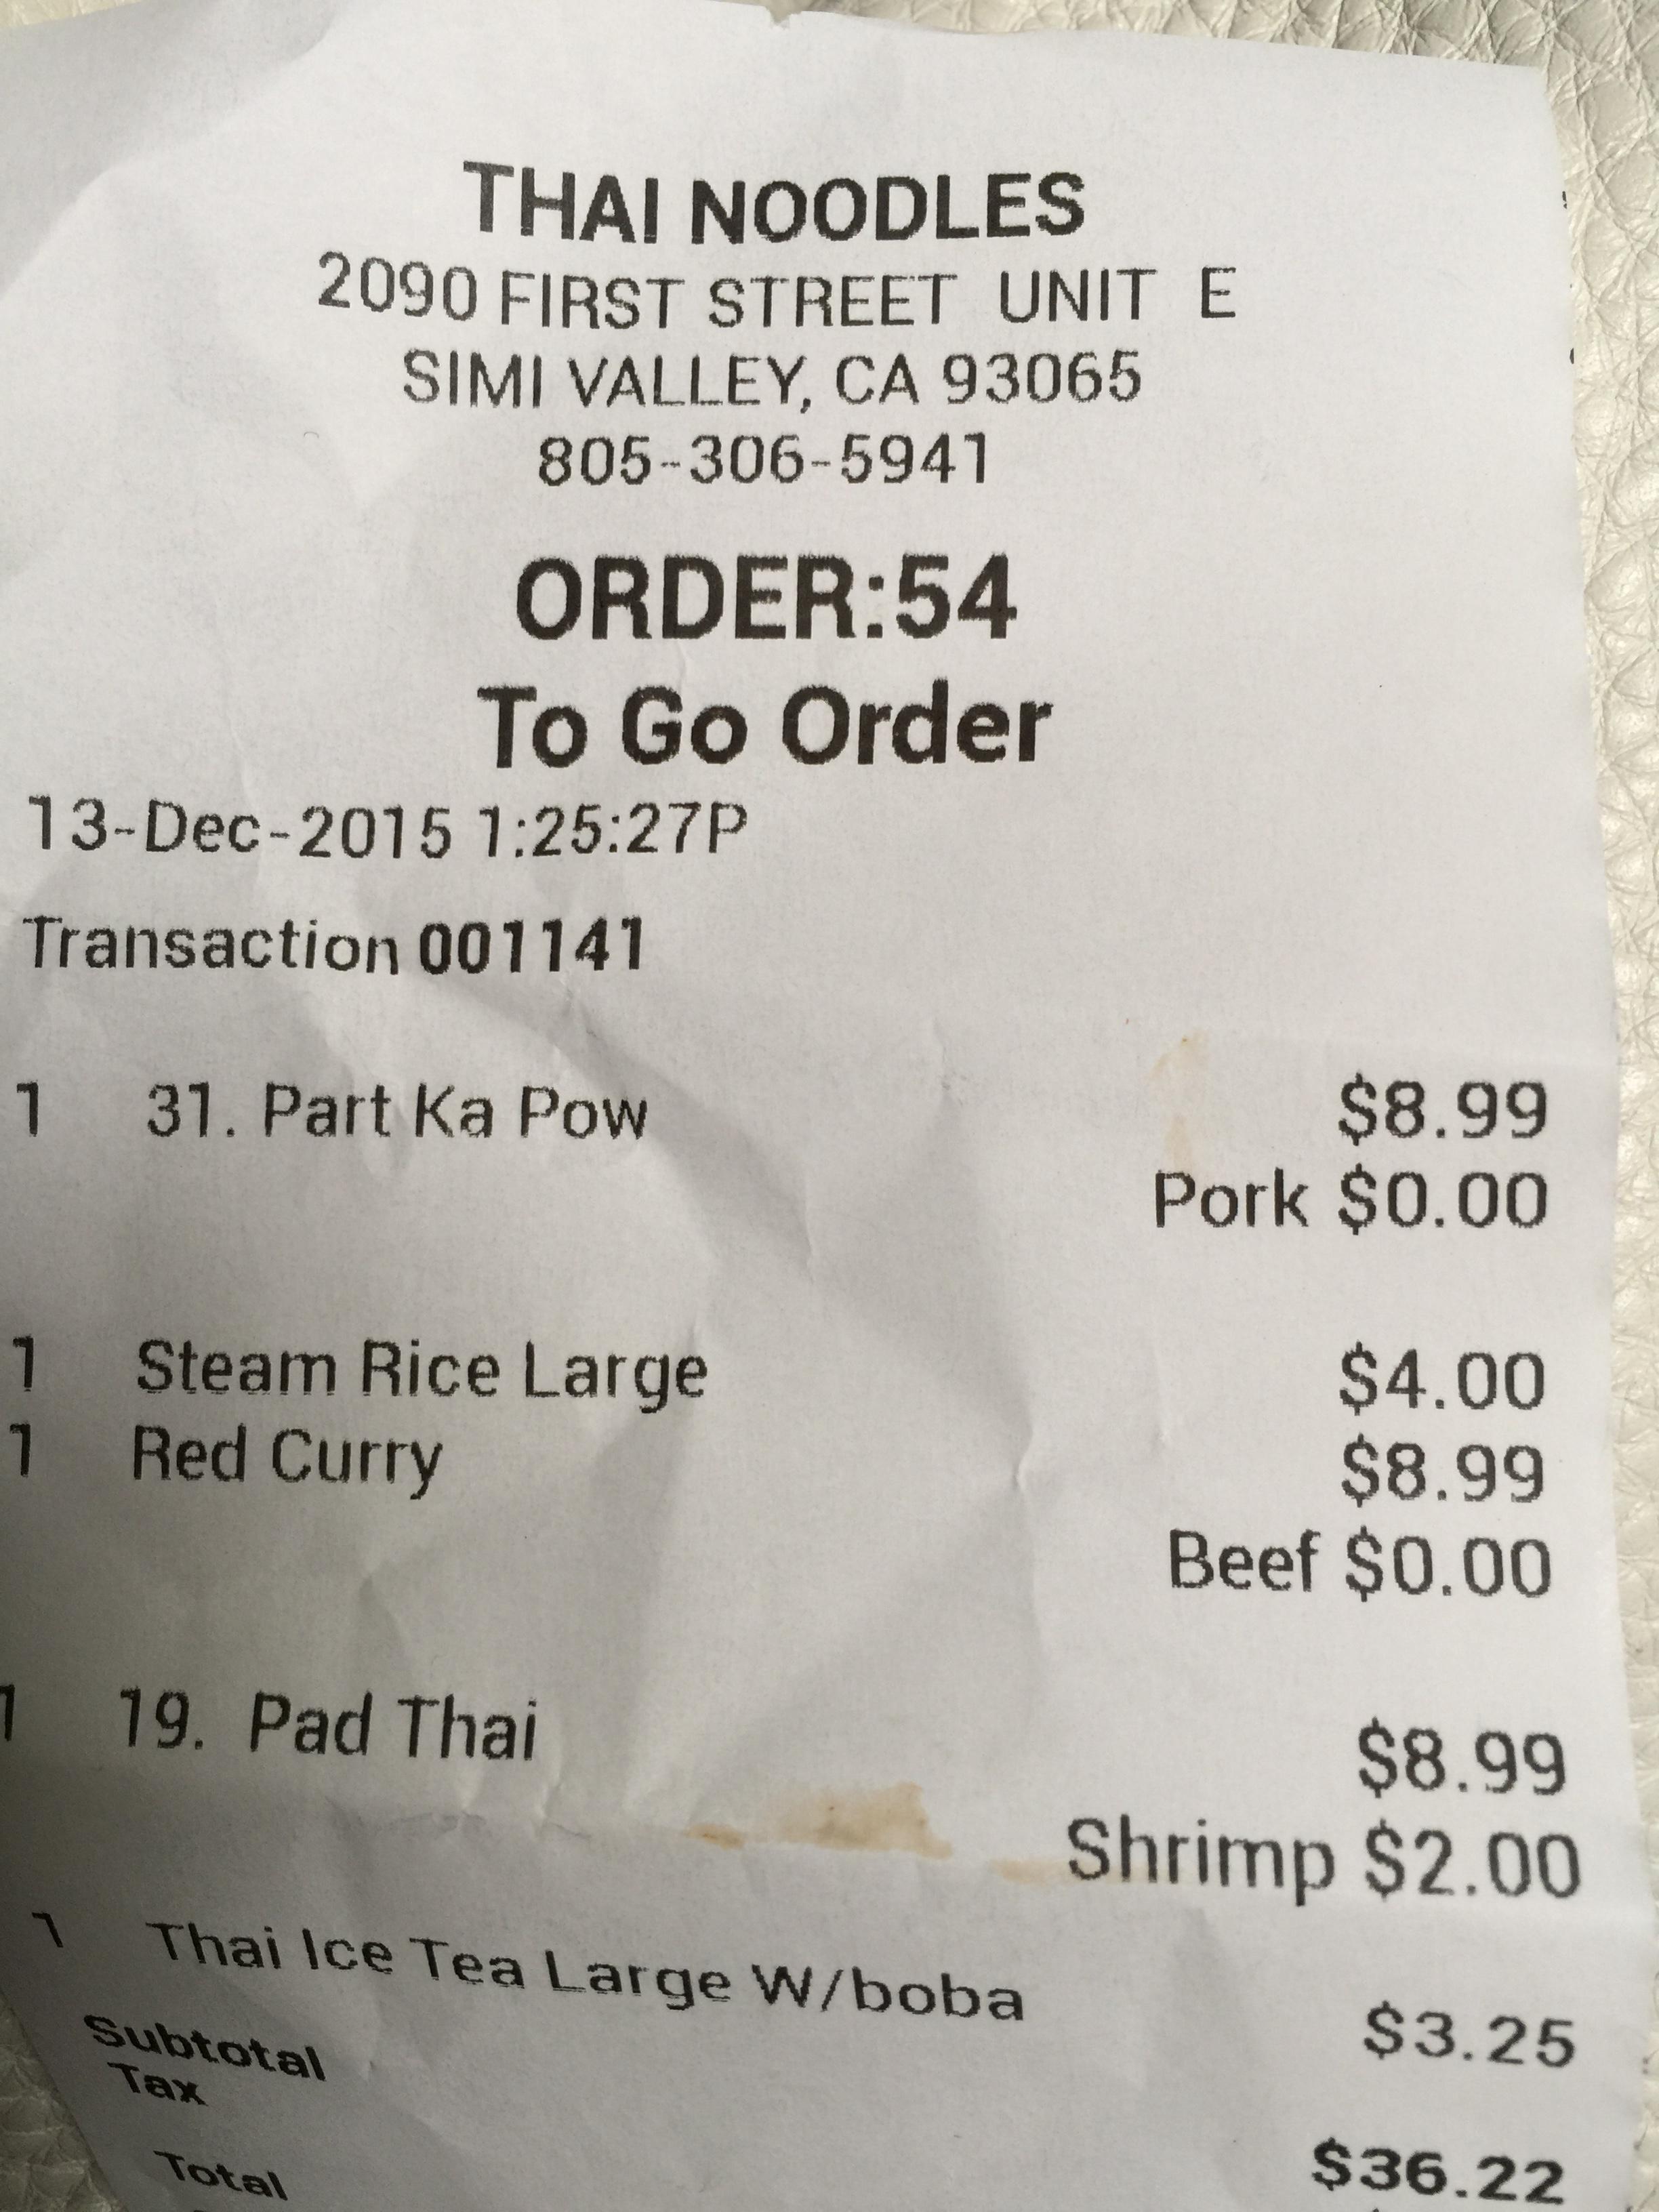 THAI NOODLES
2090 FIRST STREET UNIT E
SIMI VALLEY, CA 93065
805-306-5941
ORDER:54
To Go Order
13-Dec-2015 1:25:27P
Transaction 001141
1 31. Part Ka Pow $8.99
Pork $0.00
1 Steam Rice Large $4.00
1 Red Curry $8.99
Beef $0.00
1 19. Pad Thai $8.99
Shrimp $2.00
1 Thai Ice Tea Large W/boba $3.25
Subtotal $36.22
Tax
Total